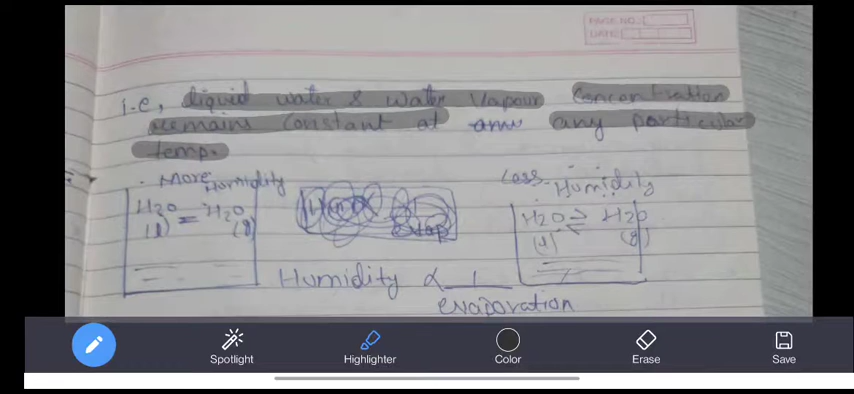 PAGE NO.:
DATE:
i.e, liquid water & water Vapour Concentration
remains Constant at any particular
temp.
More Humidity
Less Humidity
H2O = H2O
(l) (g)
H2O ⇌ H2O
(l) (g)
Humidity ∝ 1
evaporation
Spotlight
Highlighter
Color
Erase
Save